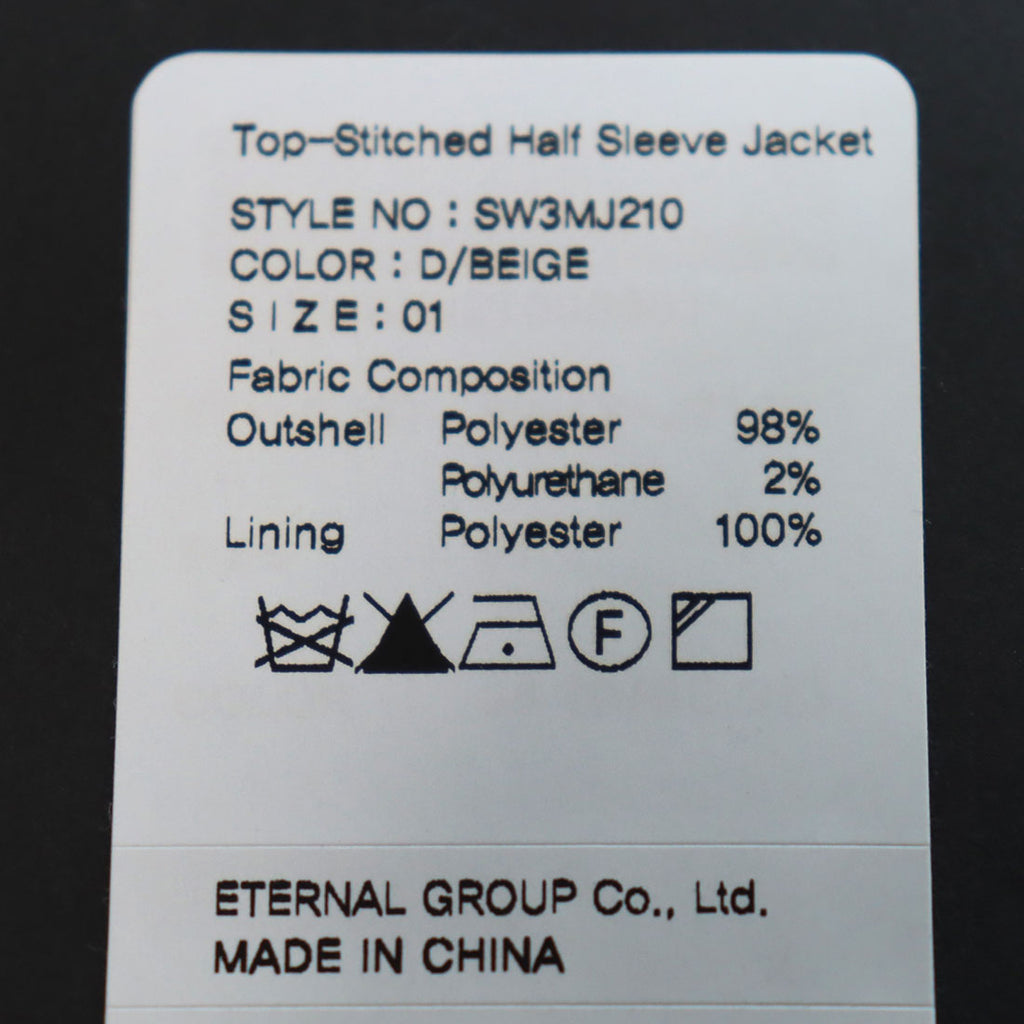 Top-Stitched Half Sleeve Jacket
STYLE NO : SW3MJ210
COLOR : D/BEIGE
SIZE : 01
Fabric Composition
Outshell Polyester 98%
Polyurethane 2%
Lining Polyester 100%
F
ETERNAL GROUP Co., Ltd.
MADE IN CHINA